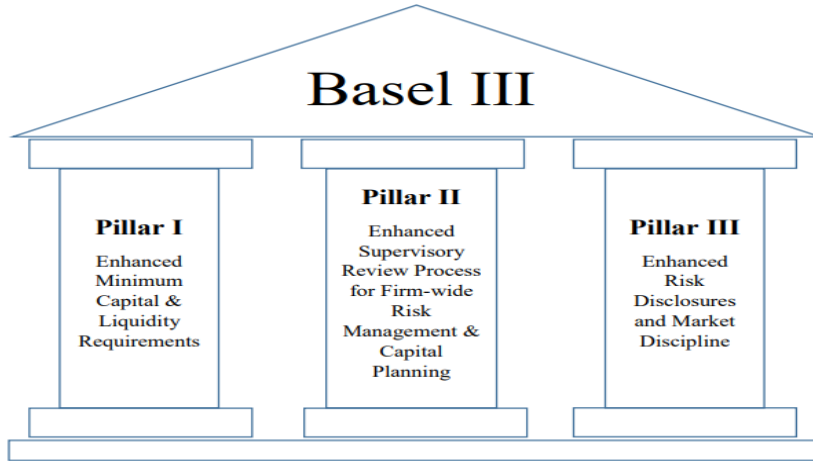 Basel III
Pillar I
Enhanced
Minimum
Capital &
Liquidity
Requirements
Pillar II
Enhanced
Supervisory
Review Process
for Firm-wide
Risk
Management &
Capital
Planning
Pillar III
Enhanced
Risk
Disclosures
and Market
Discipline